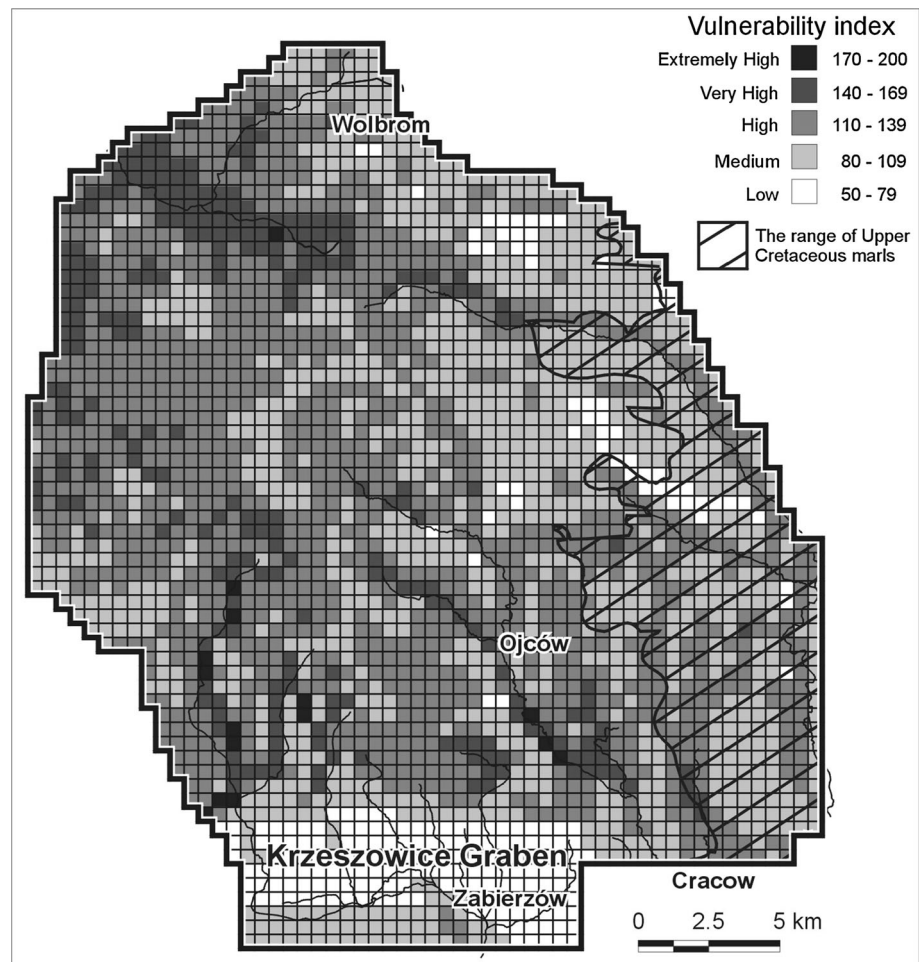 Vulnerability index
Extremely High 170 - 200
Very High 140 - 169
High 110 - 139
Medium 80 - 109
Low 50 - 79
The range of Upper
Cretaceous marls
Wolbrom
Ojców
Krzeszowice Graben
Zabierzów
Cracow
0 2.5 5 km